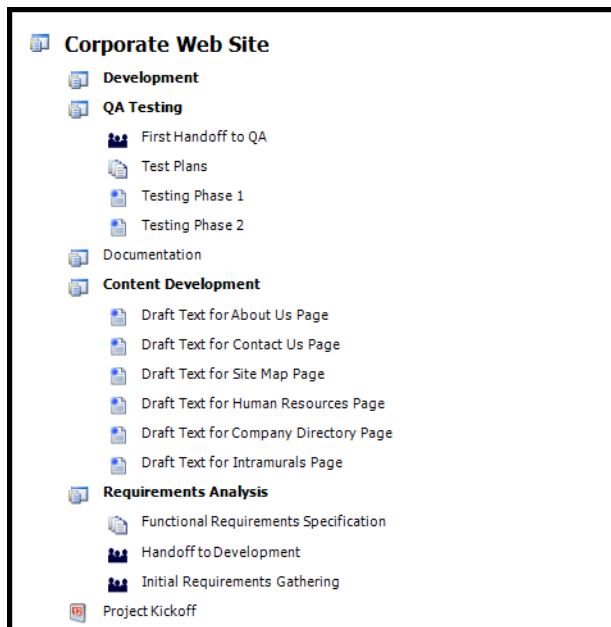 Corporate Web Site
Development
QA Testing
First Handoff to QA
Test Plans
Testing Phase 1
Testing Phase 2
Documentation
Content Development
Draft Text for About Us Page
Draft Text for Contact Us Page
Draft Text for Site Map Page
Draft Text for Human Resources Page
Draft Text for Company Directory Page
Draft Text for Intramurals Page
Requirements Analysis
Functional Requirements Specification
Handoff to Development
Initial Requirements Gathering
Project Kickoff